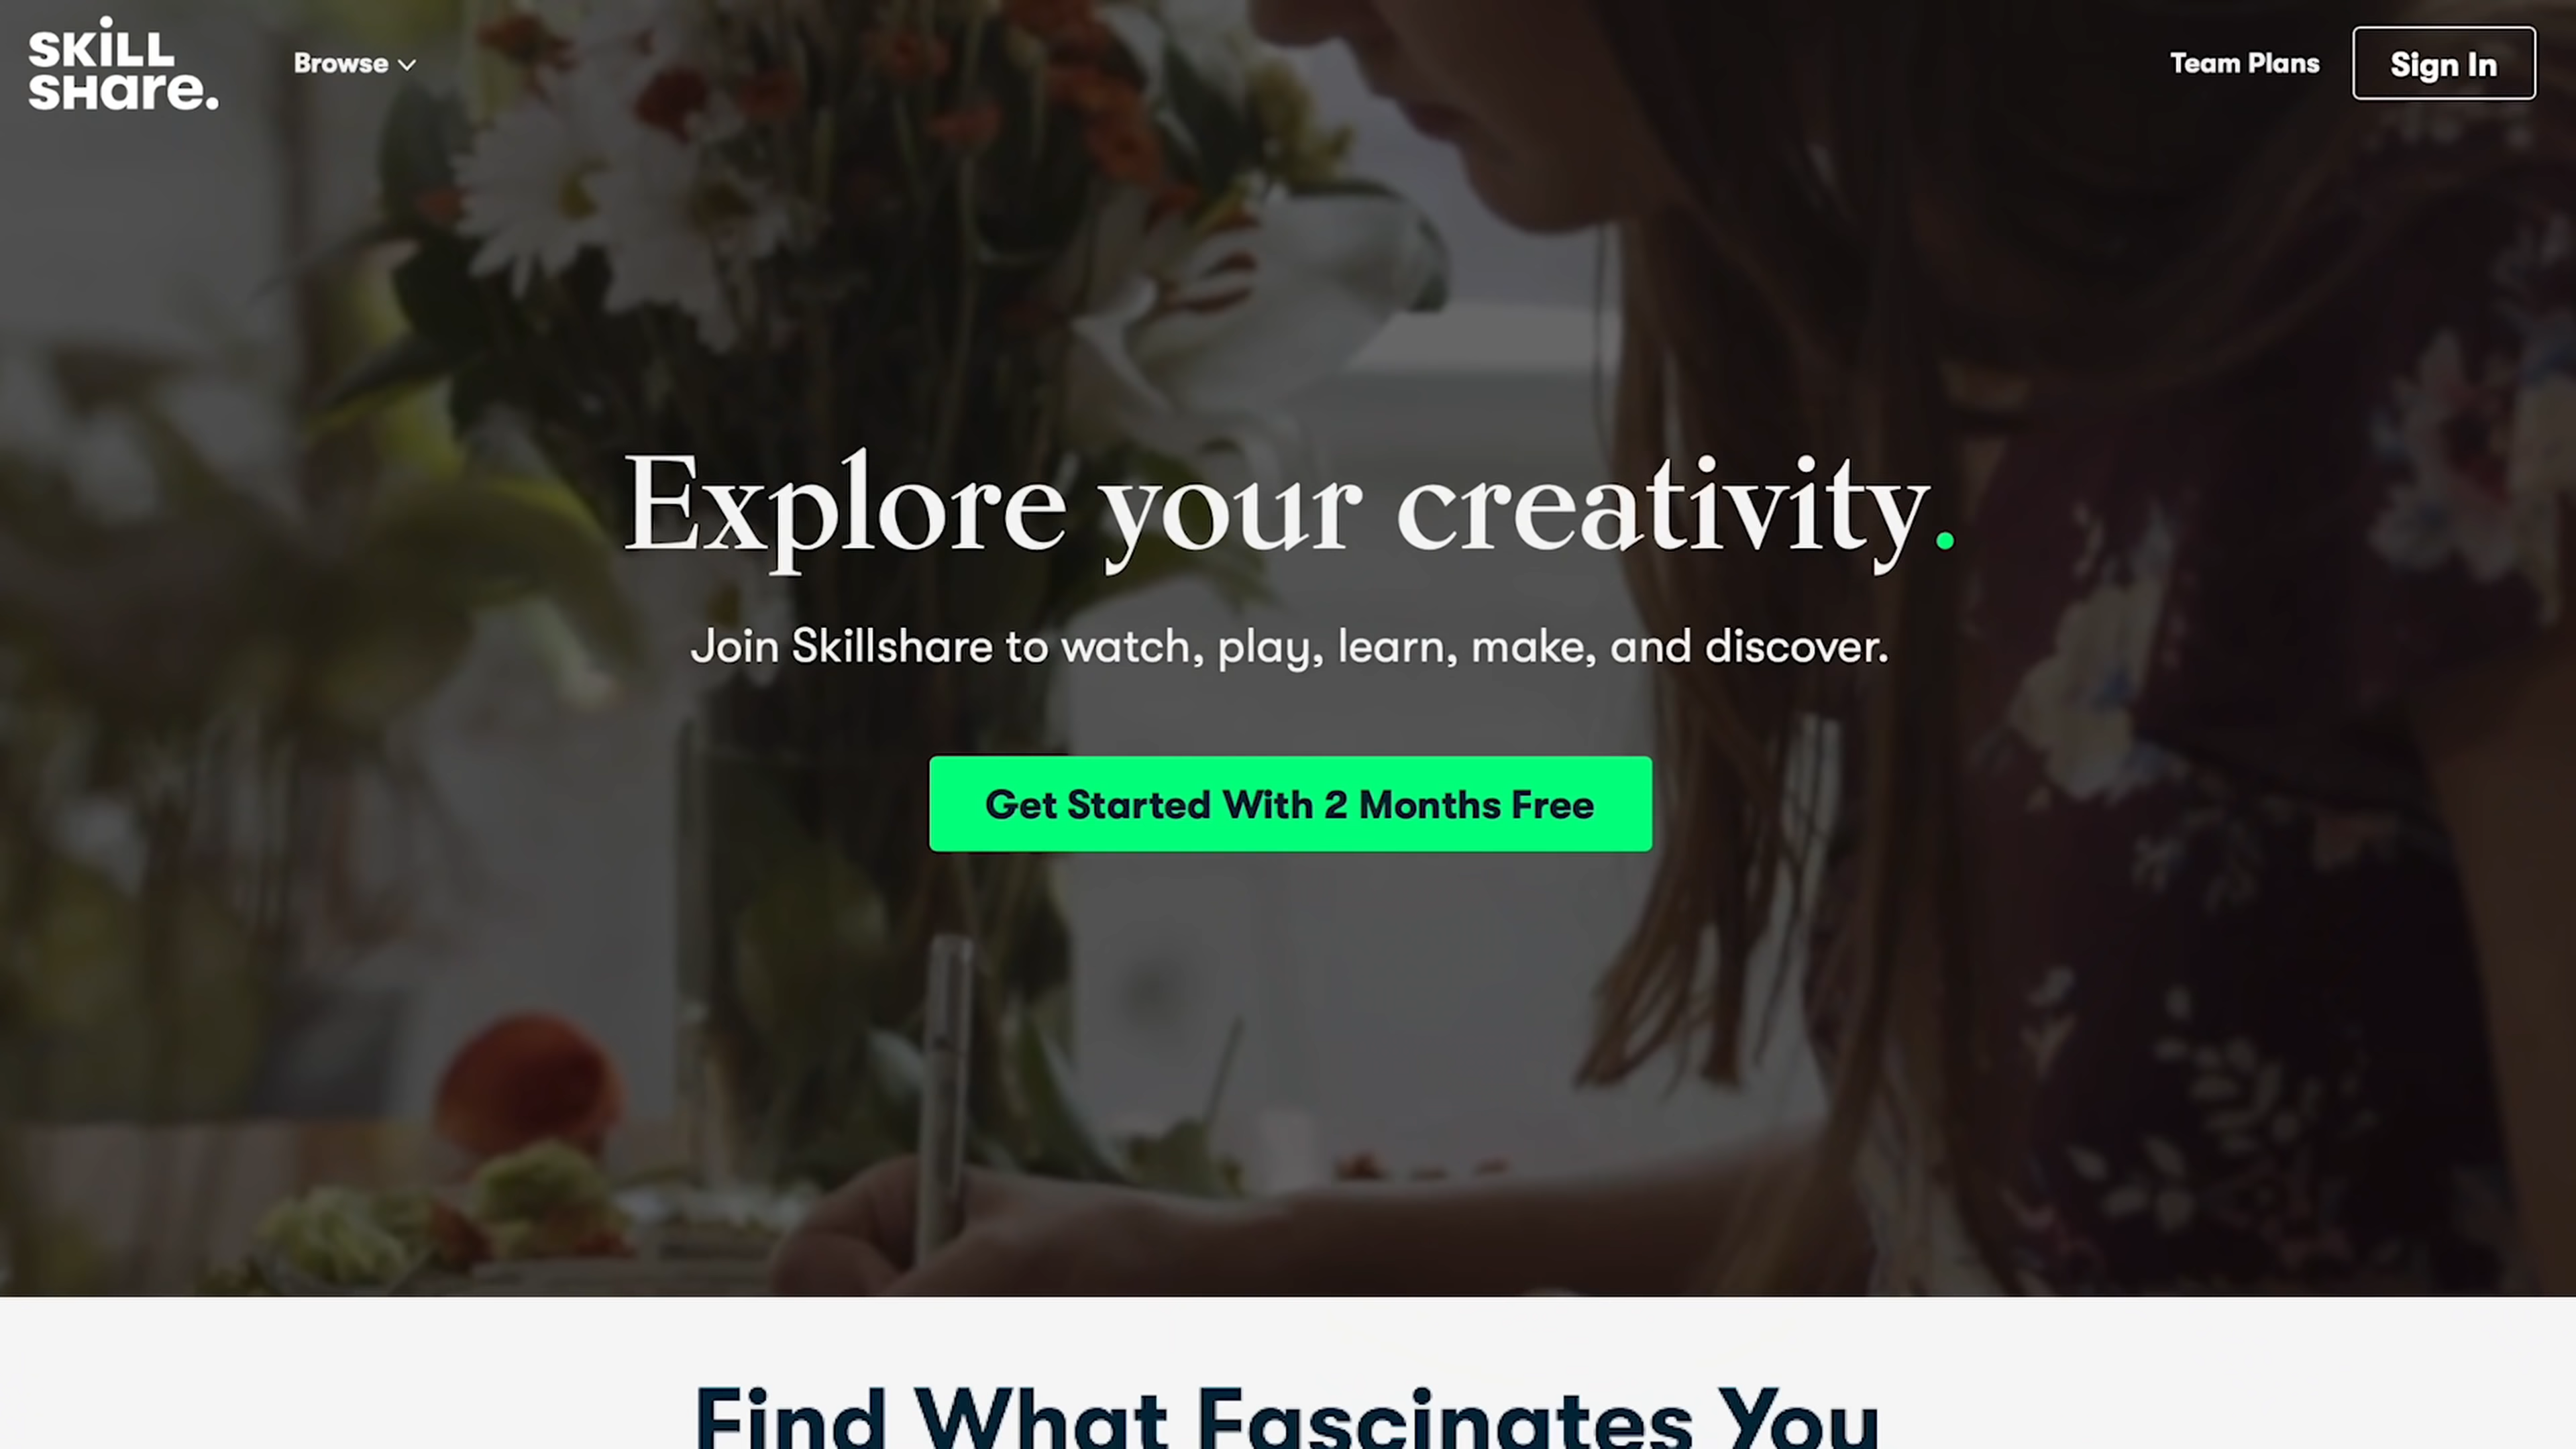 SKiLL
SHare.
Browse
Team Plans
Sign In
Explore your creativity.
Join Skillshare to watch, play, learn, make, and discover.
Get Started With 2 Months Free
Find What Fascinates You